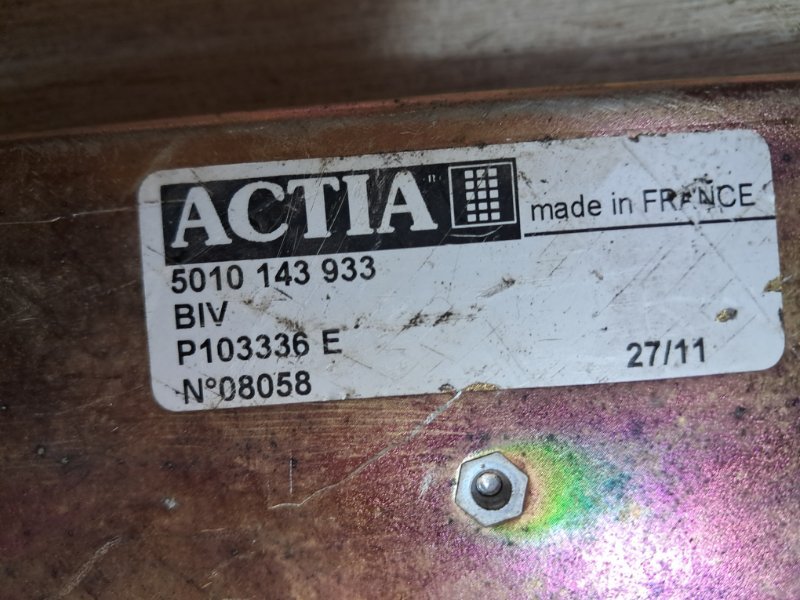 ACTIA® made in FRANCE
5010 143 933
BIV
P103336 E 27/11
N°08058